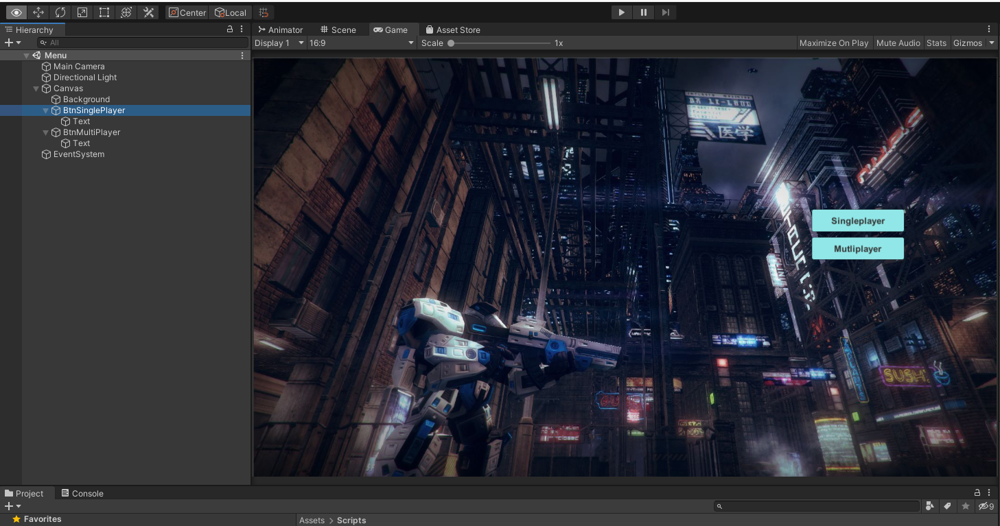 Center Local
Hierarchy
All
Menu
Main Camera
Directional Light
Canvas
Background
BtnSinglePlayer
Text
BtnMultiPlayer
Text
EventSystem
Animator Scene Game Asset Store
Display 1 16:9 Scale 1x Maximize On Play Mute Audio Stats Gizmos
医学
Singleplayer
Mutliplayer
SUSHI
Project Console
9
Favorites
Assets > Scripts